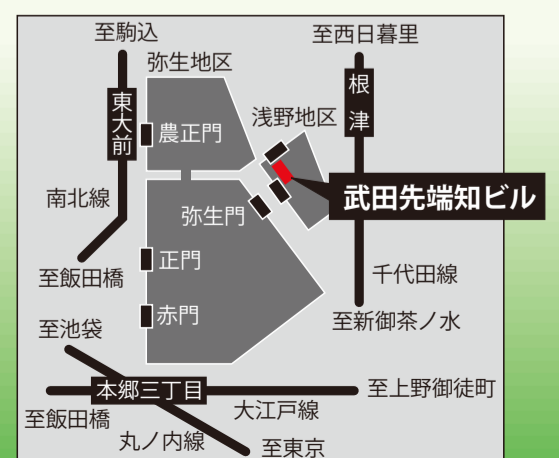 至駒込
至西日暮里
弥生地区
根津
東大前
浅野地区
農正門
武田先端知ビル
南北線
弥生門
正門
千代田線
至飯田橋
赤門
至新御茶ノ水
至池袋
本郷三丁目
至上野御徒町
大江戸線
至飯田橋
丸ノ内線
至東京